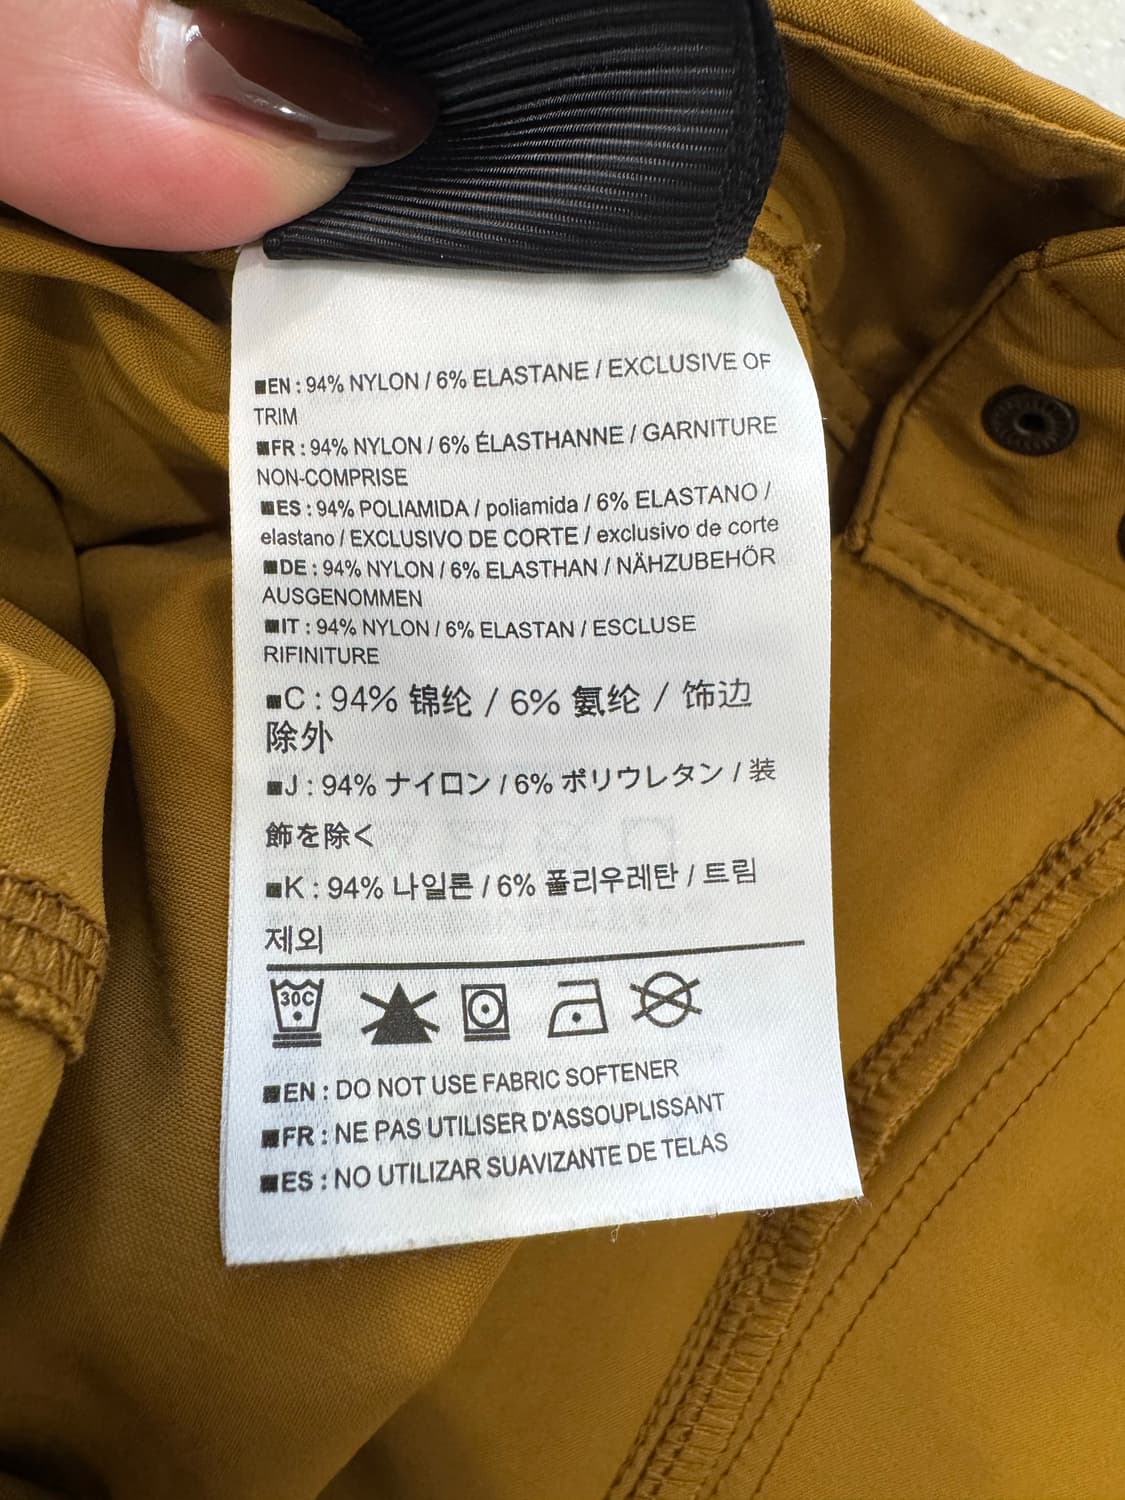 ■EN : 94% NYLON / 6% ELASTANE / EXCLUSIVE OF
TRIM
■FR : 94% NYLON / 6% ÉLASTHANNE / GARNITURE
NON-COMPRISE
■ES : 94% POLIAMIDA / poliamida / 6% ELASTANO /
elastano / EXCLUSIVO DE CORTE / exclusivo de corte
■DE : 94% NYLON / 6% ELASTHAN / NÄHZUBEHÖR
AUSGENOMMEN
■IT : 94% NYLON / 6% ELASTAN / ESCLUSE
RIFINITURE
■C : 94% 锦纶 / 6% 氨纶 / 饰边
除外
■J : 94% ナイロン / 6% ポリウレタン / 装
飾を除く
■K : 94% 나일론 / 6% 폴리우레탄 / 트림
제외
30C
■EN : DO NOT USE FABRIC SOFTENER
■FR : NE PAS UTILISER D'ASSOUPLISSANT
■ES : NO UTILIZAR SUAVIZANTE DE TELAS